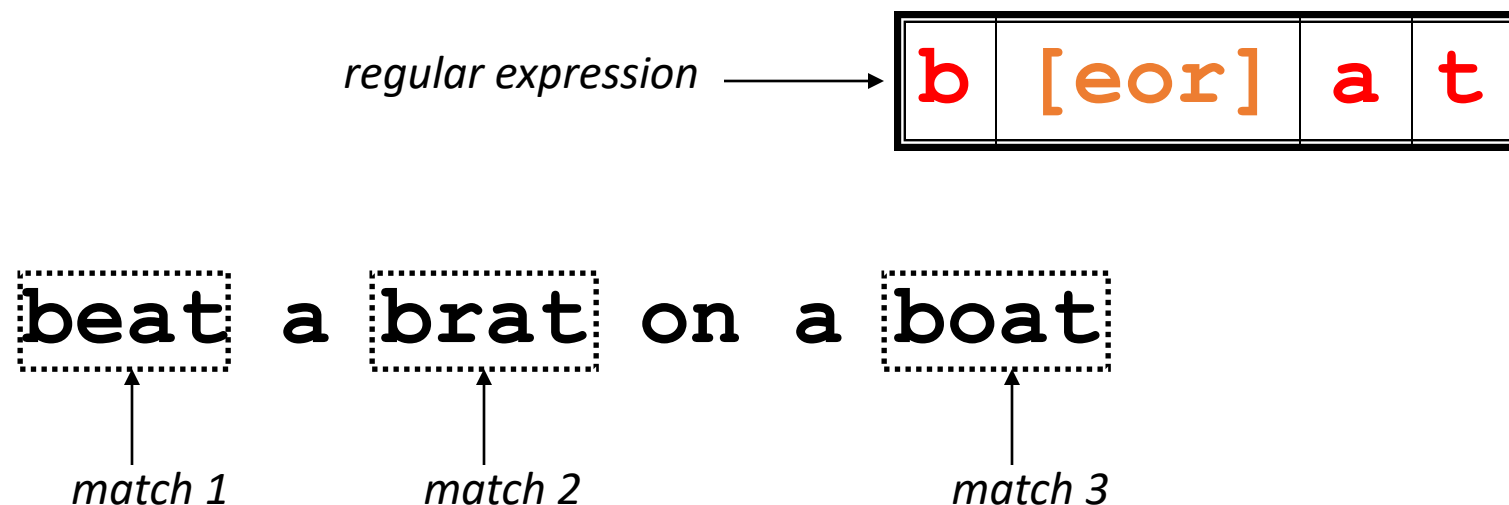 regular expression b [eor] a t
beat a brat on a boat
match 1 match 2 match 3